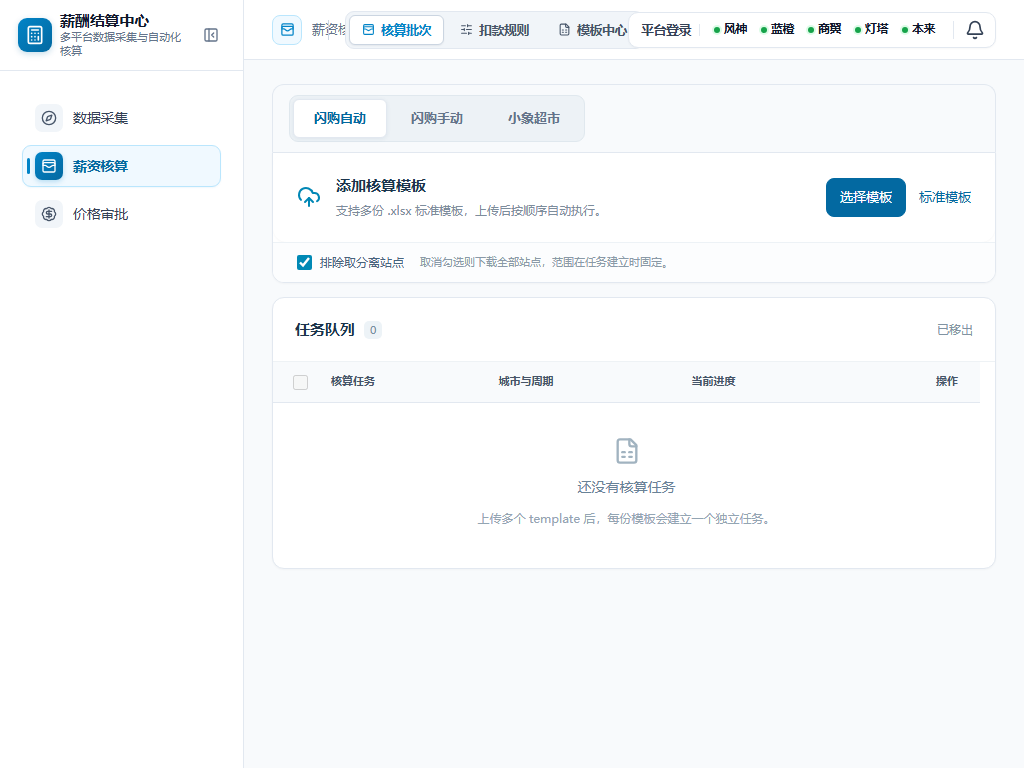 薪酬结算中心
多平台数据采集与自动化
核算
数据采集
薪资核算
价格审批
薪资核
核算批次
扣款规则
模板中心
平台登录
风神
蓝橙
商羖
灯塔
本来
闪购自动
闪购手动
小象超市
添加核算模板
支持多份 .xlsx 标准模板，上传后按顺序自动执行。
选择模板
标准模板
排除取分离站点
取消勾选则下载全部站点，范围在任务建立时固定。
任务队列
0
已移出
核算任务
城市与周期
当前进度
操作
还没有核算任务
上传多个 template 后，每份模板会建立一个独立任务。